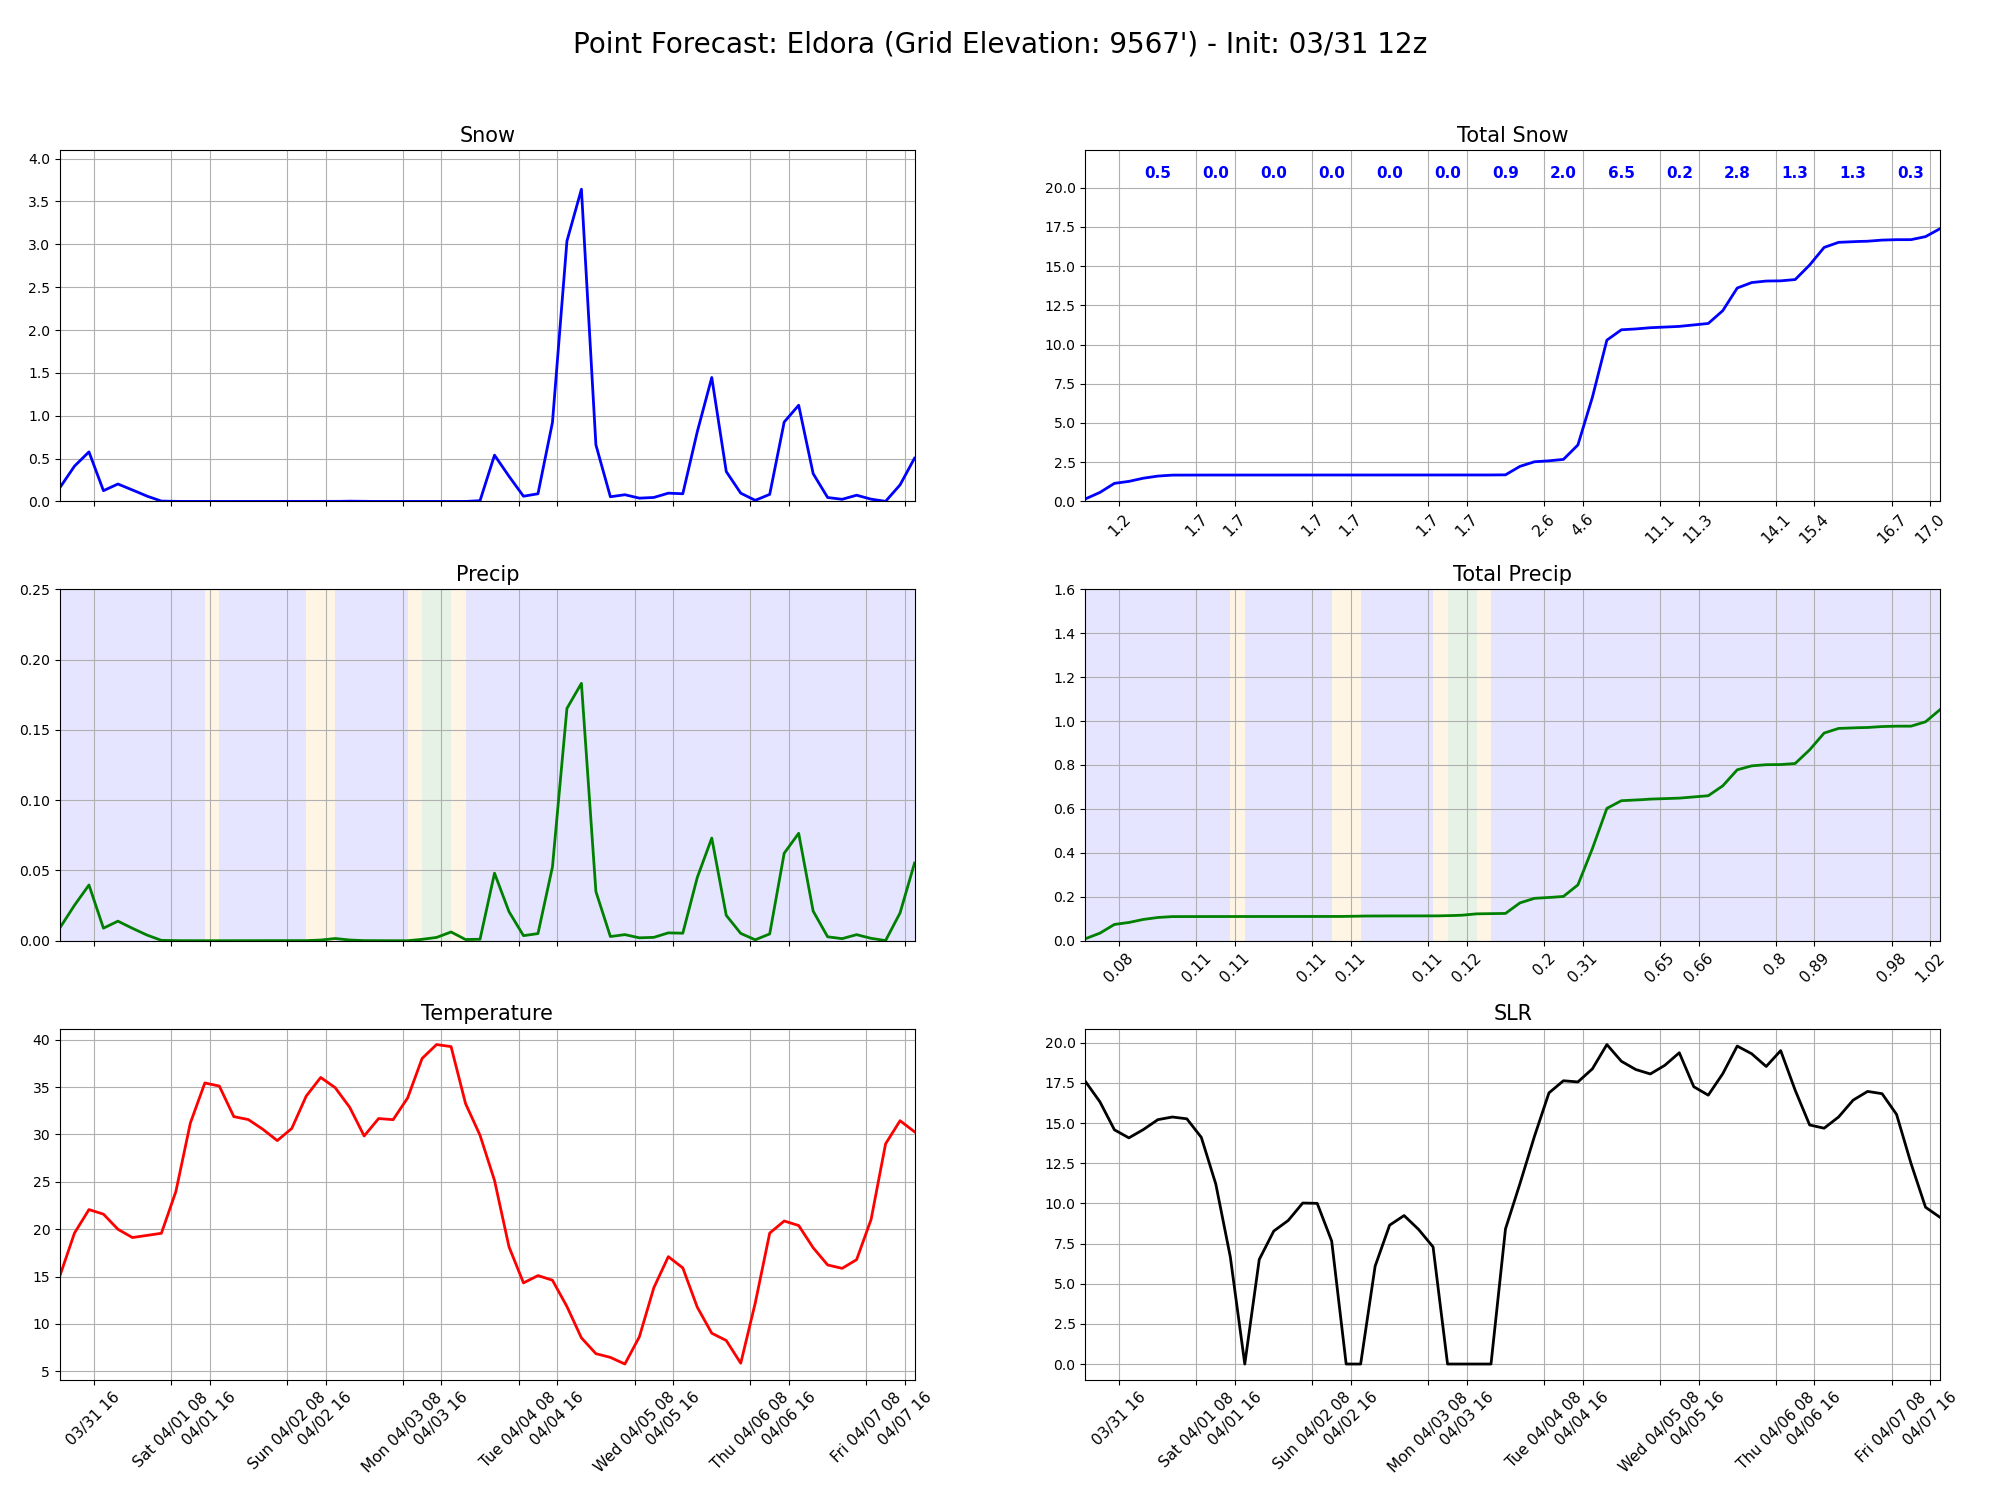 Point Forecast: Eldora (Grid Elevation: 9567') - Init: 03/31 12z
Snow
4.0
3.5
3.0
2.5
2.0
1.5
1.0
0.5
0.0
Total Snow
0.5 0.0 0.0 0.0 0.0 0.0 0.9 2.0 6.5 0.2 2.8 1.3 1.3 0.3
20.0
17.5
15.0
12.5
10.0
7.5
5.0
2.5
0.0
1.2 1.7 1.7 1.7 1.7 1.7 1.7 2.6 4.6 11.1 11.3 14.1 15.4 16.7 17.0
Precip
0.25
0.20
0.15
0.10
0.05
0.00
Total Precip
1.6
1.4
1.2
1.0
0.8
0.6
0.4
0.2
0.0
0.08 0.11 0.11 0.11 0.11 0.11 0.12 0.2 0.31 0.65 0.66 0.8 0.89 0.98 1.02
Temperature
40
35
30
25
20
15
10
5
03/31 16
Sat 04/01 08
04/01 16
Sun 04/02 08
04/02 16
Mon 04/03 08
04/03 16
Tue 04/04 08
04/04 16
Wed 04/05 08
04/05 16
Thu 04/06 08
04/06 16
Fri 04/07 08
04/07 16
SLR
20.0
17.5
15.0
12.5
10.0
7.5
5.0
2.5
0.0
03/31 16
Sat 04/01 08
04/01 16
Sun 04/02 08
04/02 16
Mon 04/03 08
04/03 16
Tue 04/04 08
04/04 16
Wed 04/05 08
04/05 16
Thu 04/06 08
04/06 16
Fri 04/07 08
04/07 16